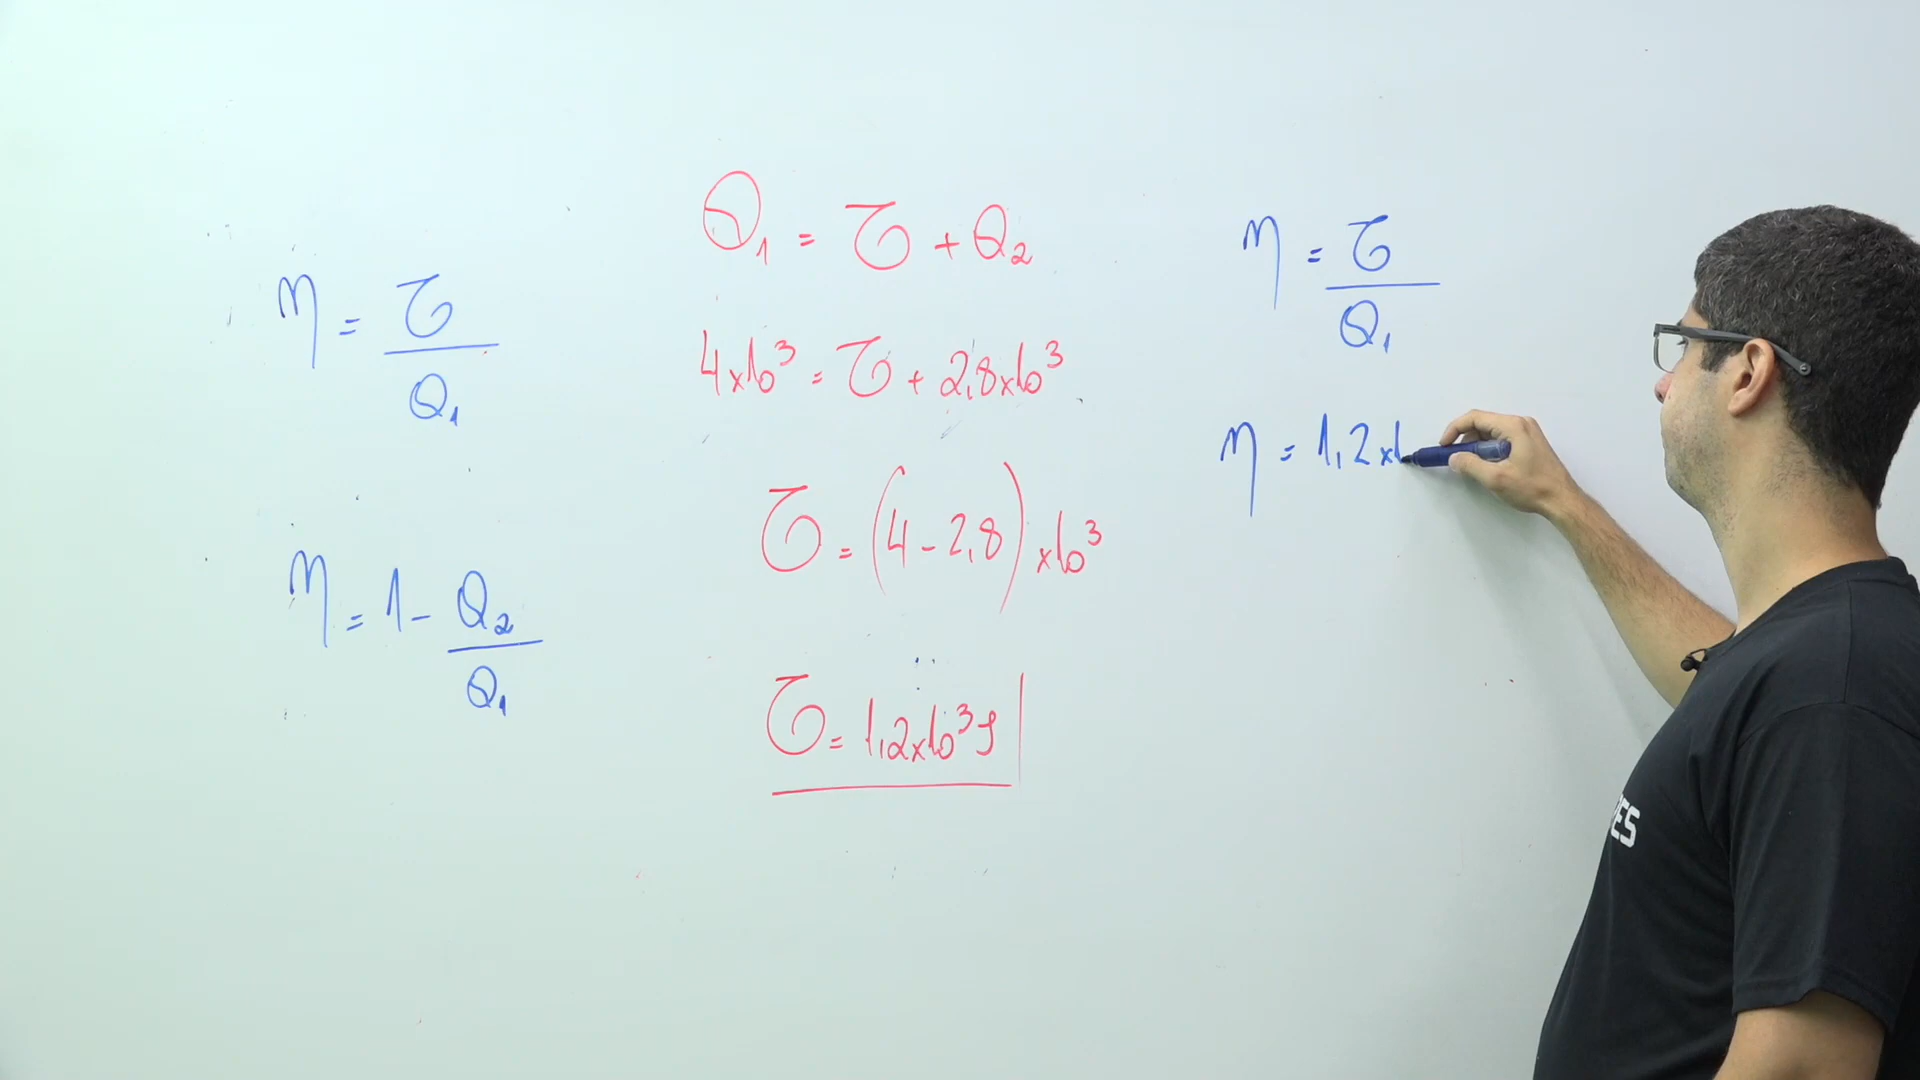 η = τ / Q₁
η = 1 - Q₂ / Q₁
Q₁ = τ + Q₂
4x10³ = τ + 2,8x10³
τ = (4 - 2,8) x10³
τ = 1,2x10³J
η = τ / Q₁
η = 1,2x1
ES